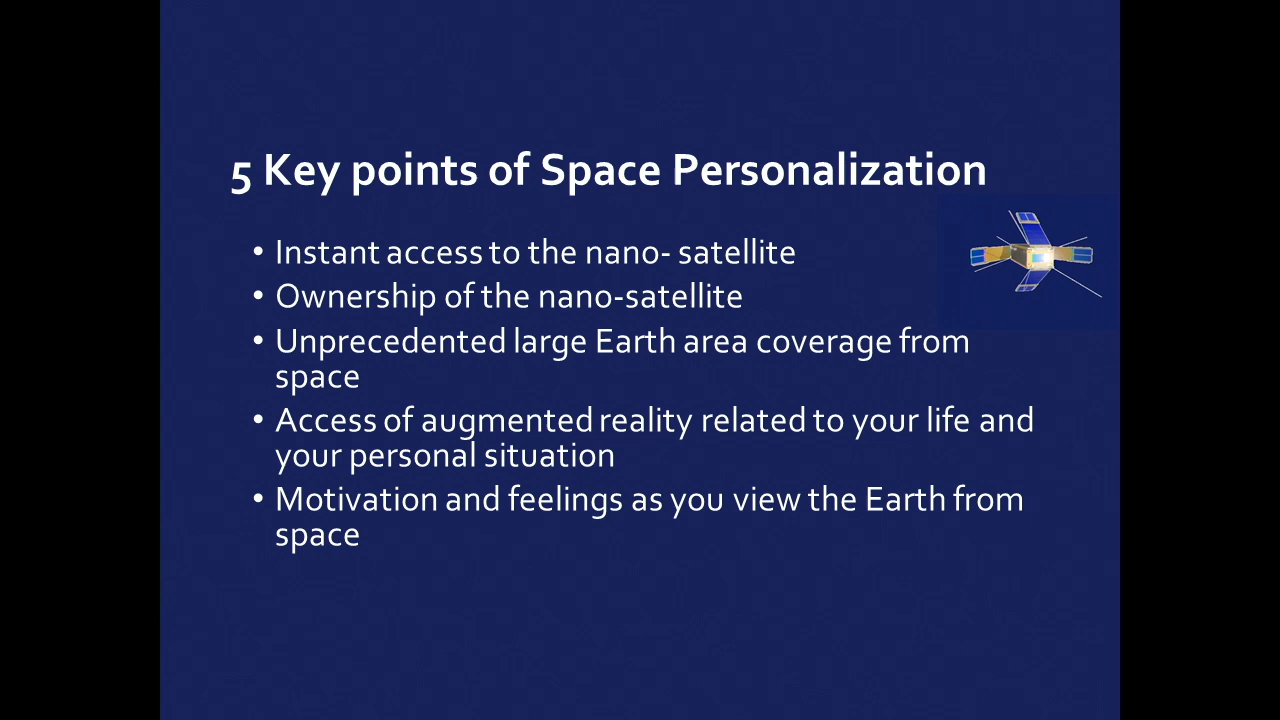 5 Key points of Space Personalization
• Instant access to the nano- satellite
• Ownership of the nano-satellite
• Unprecedented large Earth area coverage from
space
• Access of augmented reality related to your life and
your personal situation
• Motivation and feelings as you view the Earth from
space